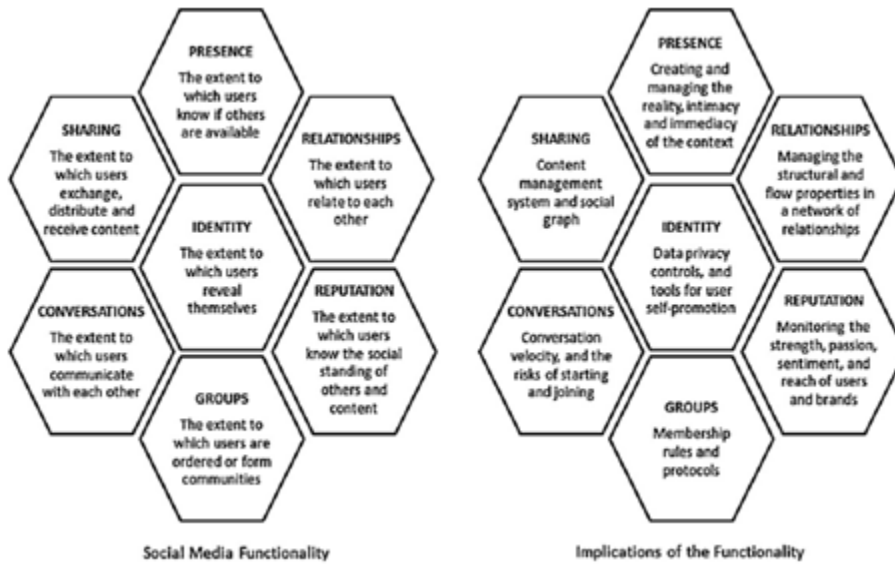 PRESENCE
The extent to
which users
know if others
are available
SHARING
The extent to
which users
exchange,
distribute and
receive content
RELATIONSHIPS
The extent to
which users
relate to each
other
IDENTITY
The extent to
which users
reveal
themselves
CONVERSATIONS
The extent to
which users
communicate
with each other
REPUTATION
The extent to
which users
know the social
standing of
others and
content
GROUPS
The extent to
which users are
ordered or form
communities
Social Media Functionality
PRESENCE
Creating and
managing the
reality, intimacy
and immediacy
of the context
SHARING
Content
management
system and social
graph
RELATIONSHIPS
Managing the
structural and
flow properties in
a network of
relationships
IDENTITY
Data privacy
controls, and
tools for user
self-promotion
CONVERSATIONS
Conversation
velocity, and the
risks of starting
and joining
REPUTATION
Monitoring the
strength, passion,
sentiment, and
reach of users
and brands
GROUPS
Membership
rules and
protocols
Implications of the Functionality